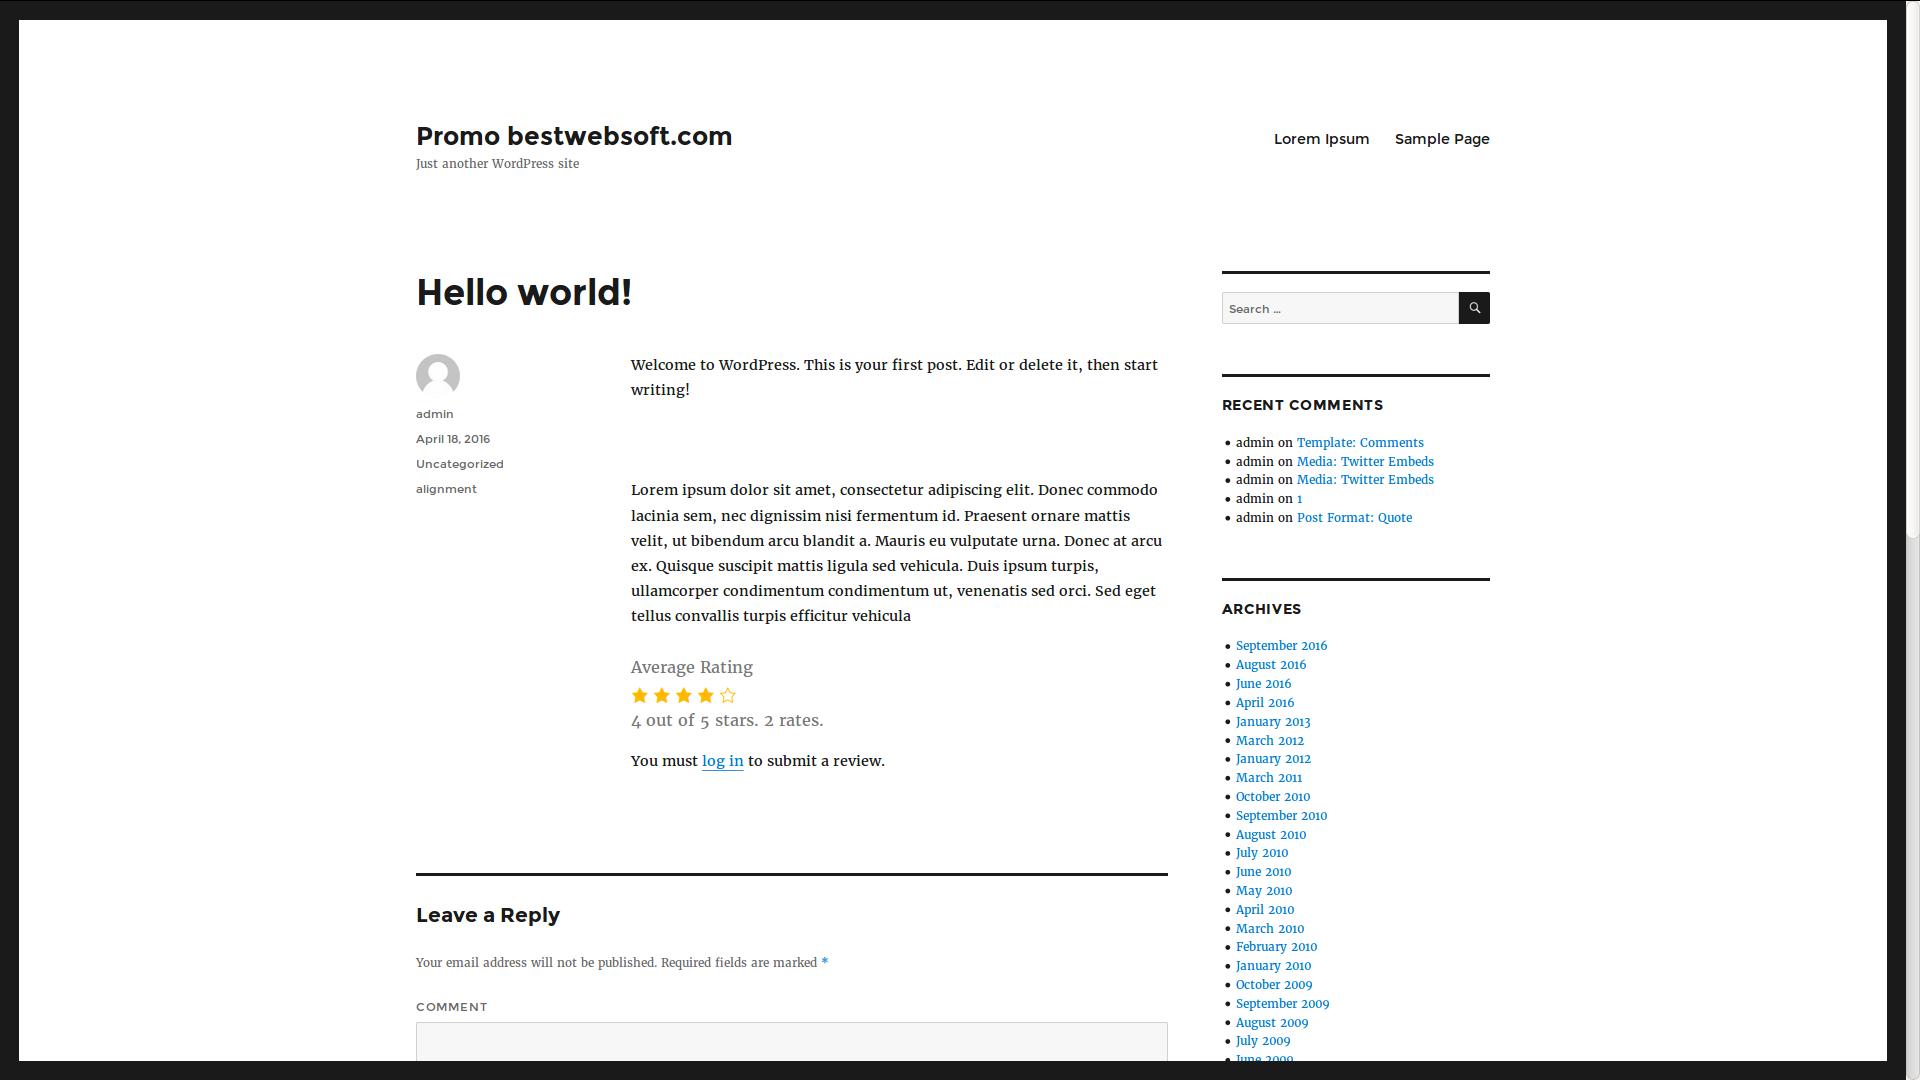 Promo bestwebsoft.com
Just another WordPress site
Lorem Ipsum
Sample Page
Hello world!
admin
April 18, 2016
Uncategorized
alignment
Welcome to WordPress. This is your first post. Edit or delete it, then start
writing!
Lorem ipsum dolor sit amet, consectetur adipiscing elit. Donec commodo
lacinia sem, nec dignissim nisi fermentum id. Praesent ornare mattis
velit, ut bibendum arcu blandit a. Mauris eu vulputate urna. Donec at arcu
ex. Quisque suscipit mattis ligula sed vehicula. Duis ipsum turpis,
ullamcorper condimentum condimentum ut, venenatis sed orci. Sed eget
tellus convallis turpis efficitur vehicula
Average Rating
4 out of 5 stars. 2 rates.
You must log in to submit a review.
Leave a Reply
Your email address will not be published. Required fields are marked *
COMMENT
Search …
RECENT COMMENTS
admin on Template: Comments
admin on Media: Twitter Embeds
admin on Media: Twitter Embeds
admin on 1
admin on Post Format: Quote
ARCHIVES
September 2016
August 2016
June 2016
April 2016
January 2013
March 2012
January 2012
March 2011
October 2010
September 2010
August 2010
July 2010
June 2010
May 2010
April 2010
March 2010
February 2010
January 2010
October 2009
September 2009
August 2009
July 2009
June 2009